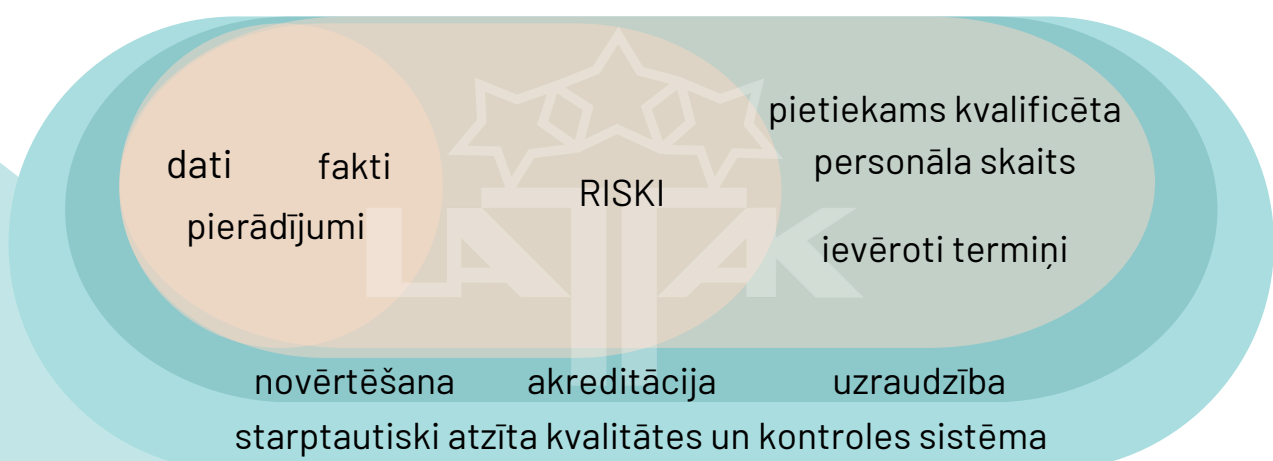 dati fakti
pierādījumi
RISKI
pietiekams kvalificēta
personāla skaits
ievēroti termiņi
novērtēšana akreditācija uzraudzība
starptautiski atzīta kvalitātes un kontroles sistēma
LATAK